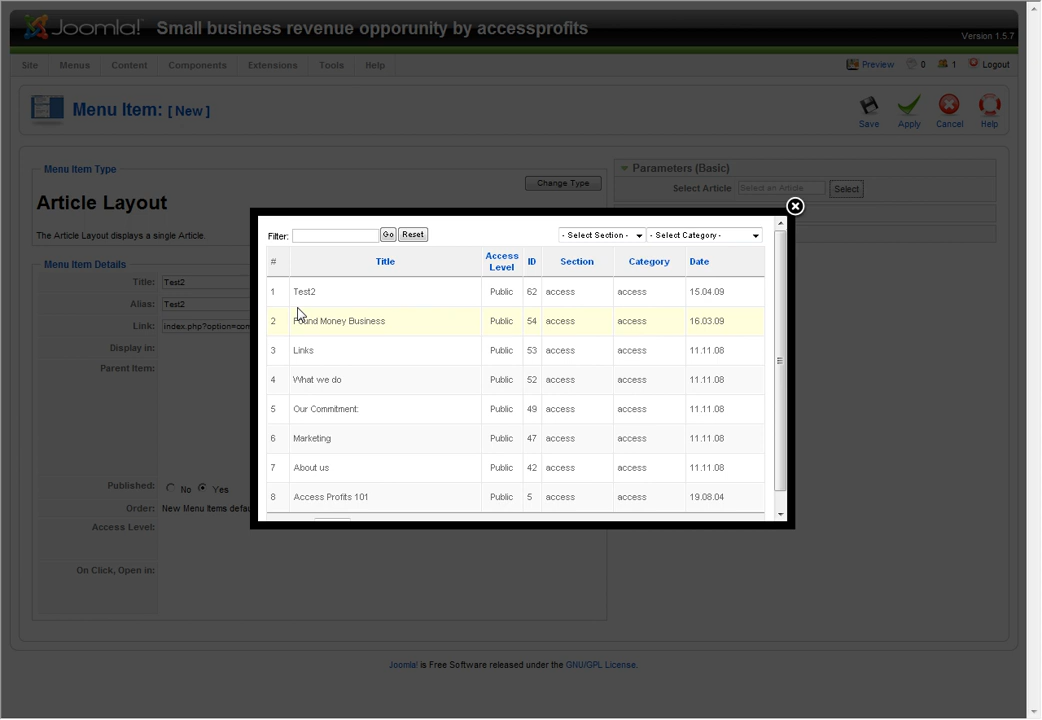 Joomla! Small business revenue opporunity by accessprofits
Version 1.5.7
Site Menus Content Components Extensions Tools Help Preview 0 1 Logout
Menu Item: [ New ]
Save Apply Cancel Help
Menu Item Type
Change Type
Article Layout
The Article Layout displays a single Article.
Parameters (Basic)
Select Article Select an Article Select
Menu Item Details
Title: Test2
Alias: Test2
Link: index.php?option=con
Display in:
Parent Item:
Published: No Yes
Order: New Menu Items defau
Access Level:
On Click, Open in:
Filter: Go Reset - Select Section - - Select Category -
# Title Access Level ID Section Category Date
1 Test2 Public 62 access access 15.04.09
2 Found Money Business Public 54 access access 16.03.09
3 Links Public 53 access access 11.11.08
4 What we do Public 52 access access 11.11.08
5 Our Commitment: Public 49 access access 11.11.08
6 Marketing Public 47 access access 11.11.08
7 About us Public 42 access access 11.11.08
8 Access Profits 101 Public 5 access access 19.08.04
Joomla! is Free Software released under the GNU/GPL License.